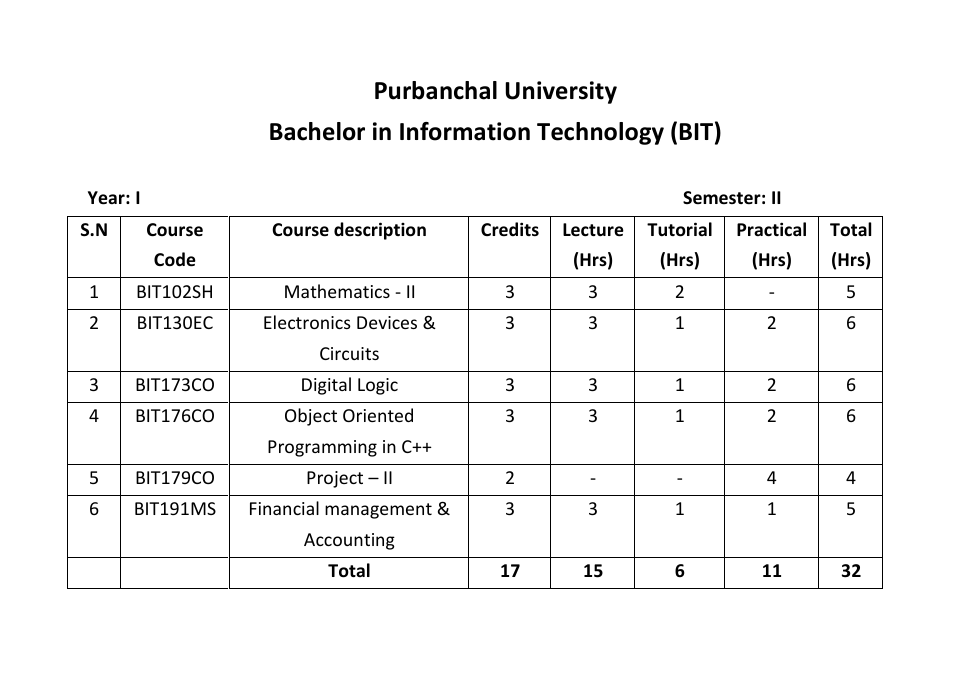 Purbanchal University
Bachelor in Information Technology (BIT)
Year: I Semester: II
S.N Course Course description Credits Lecture Tutorial Practical Total
Code (Hrs) (Hrs) (Hrs) (Hrs)
1 BIT102SH Mathematics - II 3 3 2 - 5
2 BIT130EC Electronics Devices & 3 3 1 2 6
Circuits
3 BIT173CO Digital Logic 3 3 1 2 6
4 BIT176CO Object Oriented 3 3 1 2 6
Programming in C++
5 BIT179CO Project – II 2 - - 4 4
6 BIT191MS Financial management & 3 3 1 1 5
Accounting
Total 17 15 6 11 32